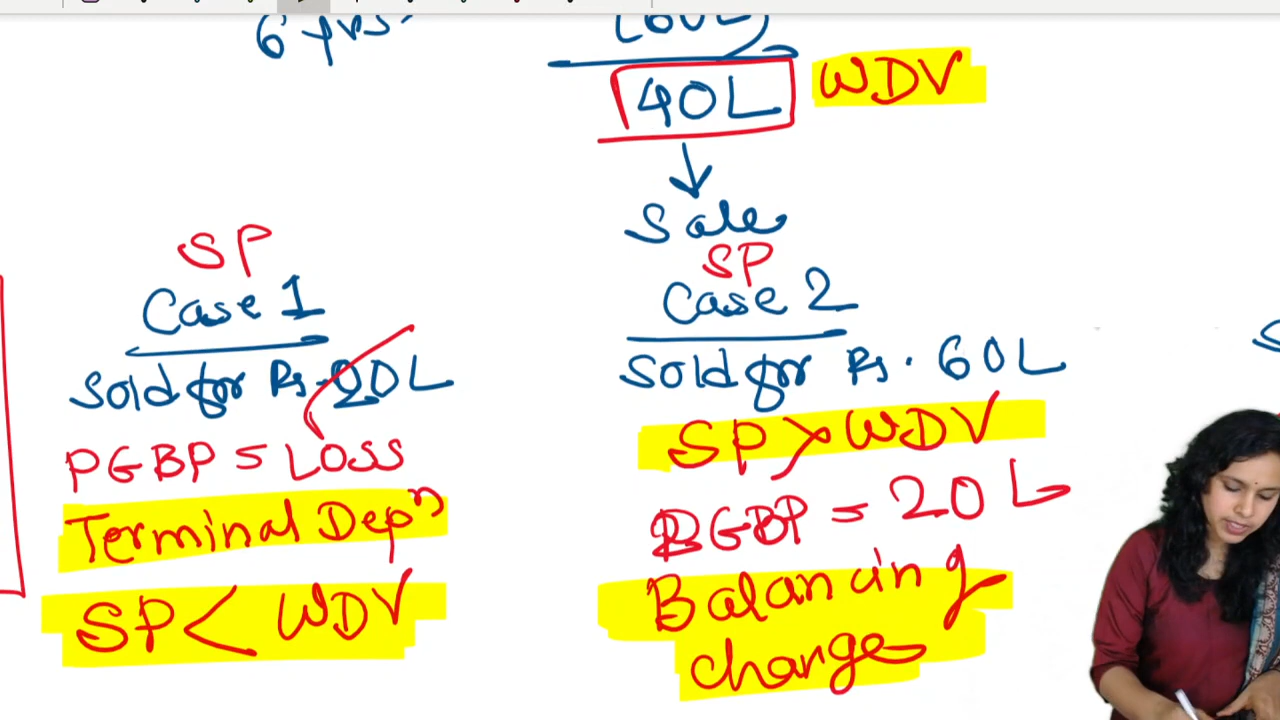 6 yrs.
(60L)
40L WDV
Sale
SP
Case 1
Sold for Rs. 20L
PGBP = LOSS
Terminal Depn
SP < WDV
SP
Case 2
Sold for Rs. 60L
SP > WDV
PGBP = 20L
Balancing
charge